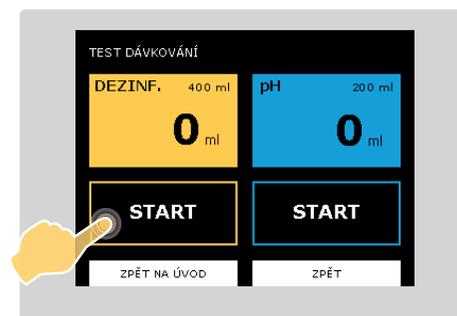 TEST DÁVKOVÁNÍ
DEZINF. 400 ml
0 ml
pH 200 ml
0 ml
START
START
ZPĚT NA ÚVOD
ZPĚT